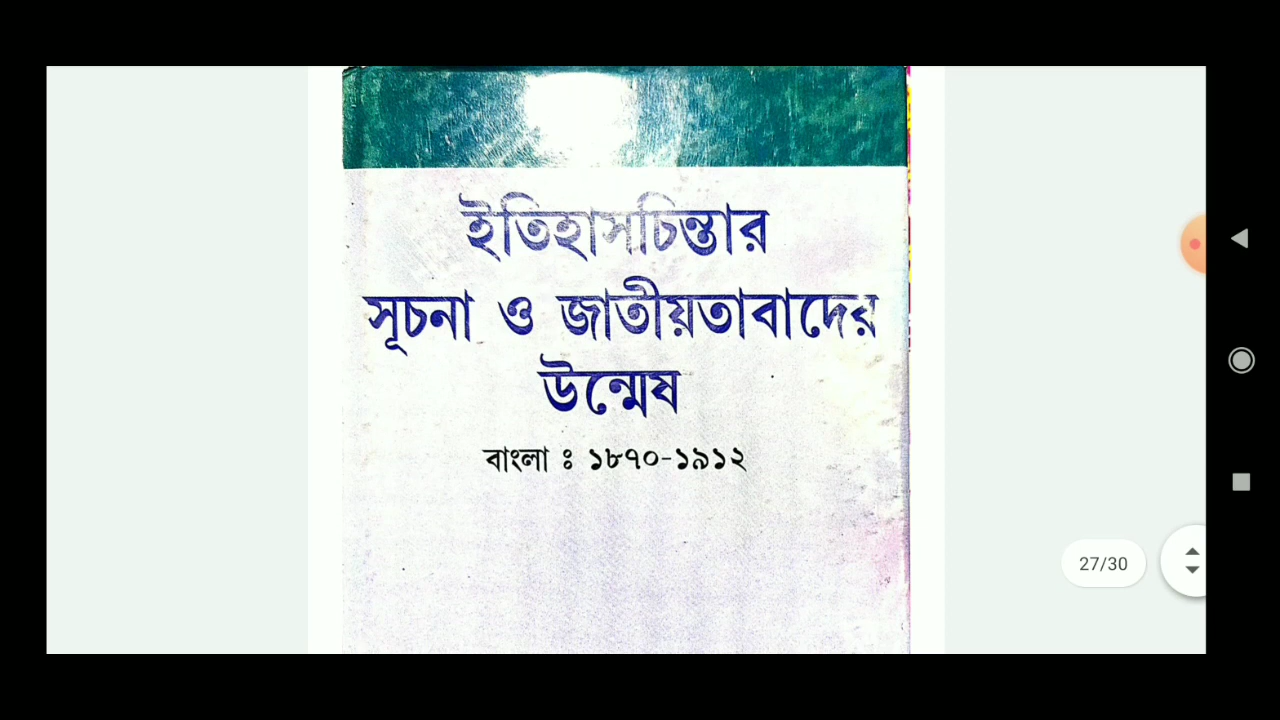 ইতিহাসচিন্তার
সূচনা ও জাতীয়তাবাদের
উন্মেষ
বাংলা ঃ ১৮৭০-১৯১২
27/30